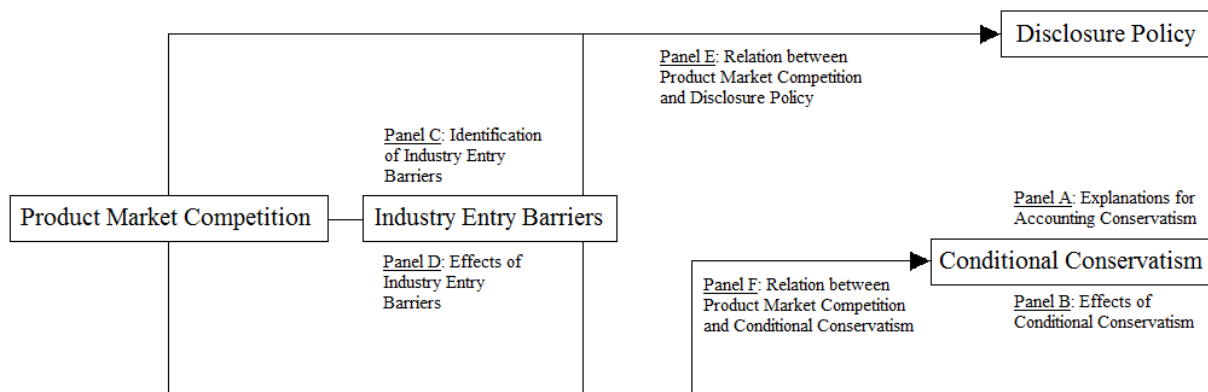 Disclosure Policy
Panel E: Relation between
Product Market Competition
and Disclosure Policy
Panel C: Identification
of Industry Entry
Barriers
Product Market Competition
Industry Entry Barriers
Panel D: Effects of
Industry Entry
Barriers
Panel A: Explanations for
Accounting Conservatism
Conditional Conservatism
Panel F: Relation between
Product Market Competition
and Conditional Conservatism
Panel B: Effects of
Conditional Conservatism